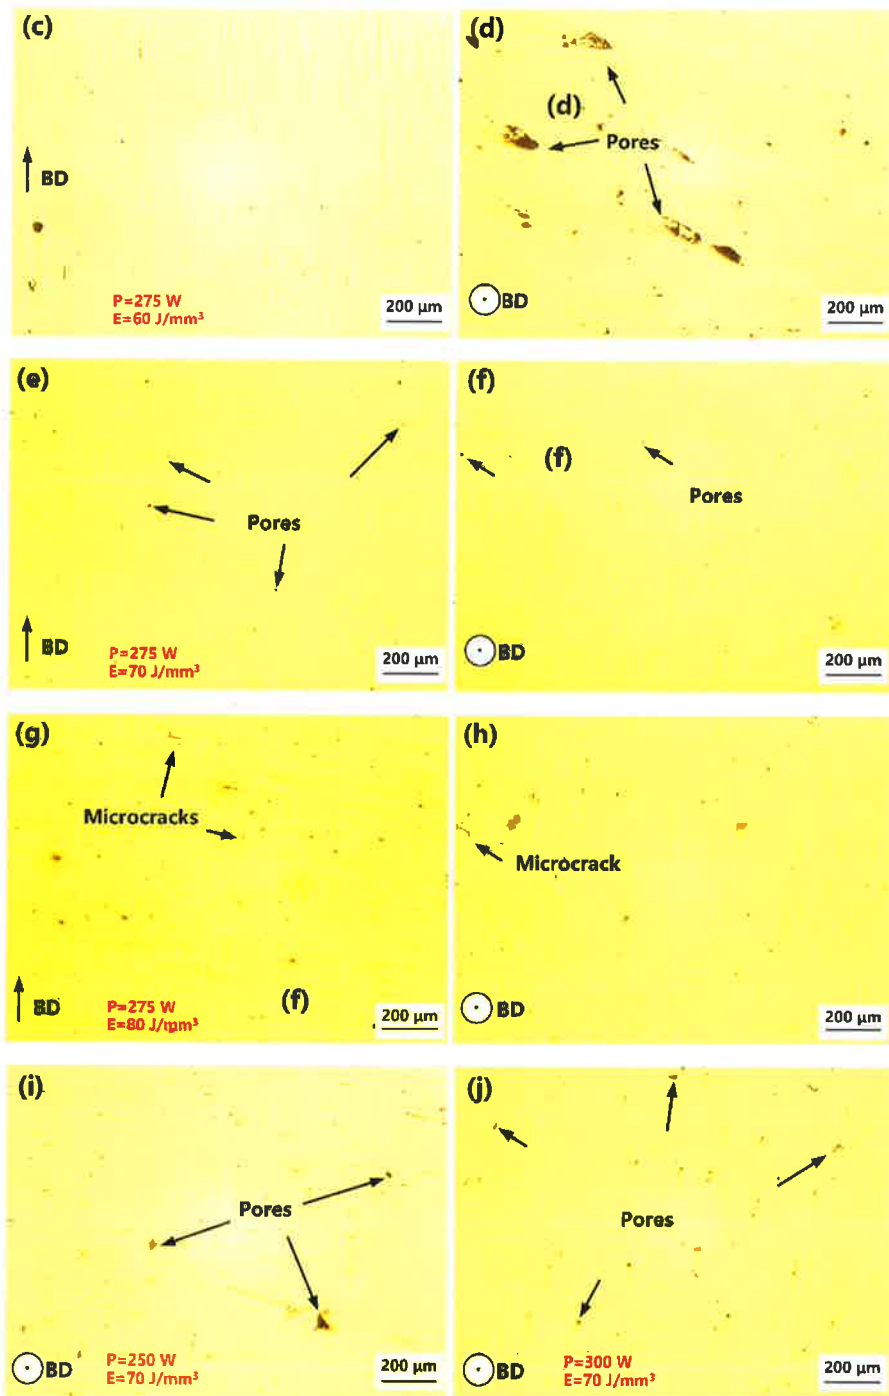 (c)
BD
P=275 W
E=60 J/mm³
200 μm
(d)
(d)
Pores
BD
200 μm
(e)
Pores
BD
P=275 W
E=70 J/mm³
200 μm
(f)
(f)
Pores
BD
200 μm
(g)
Microcracks
BD
P=275 W
E=80 J/mm³
(f)
200 μm
(h)
Microcrack
BD
200 μm
(i)
Pores
BD
P=250 W
E=70 J/mm³
200 μm
(j)
Pores
BD
P=300 W
E=70 J/mm³
200 μm